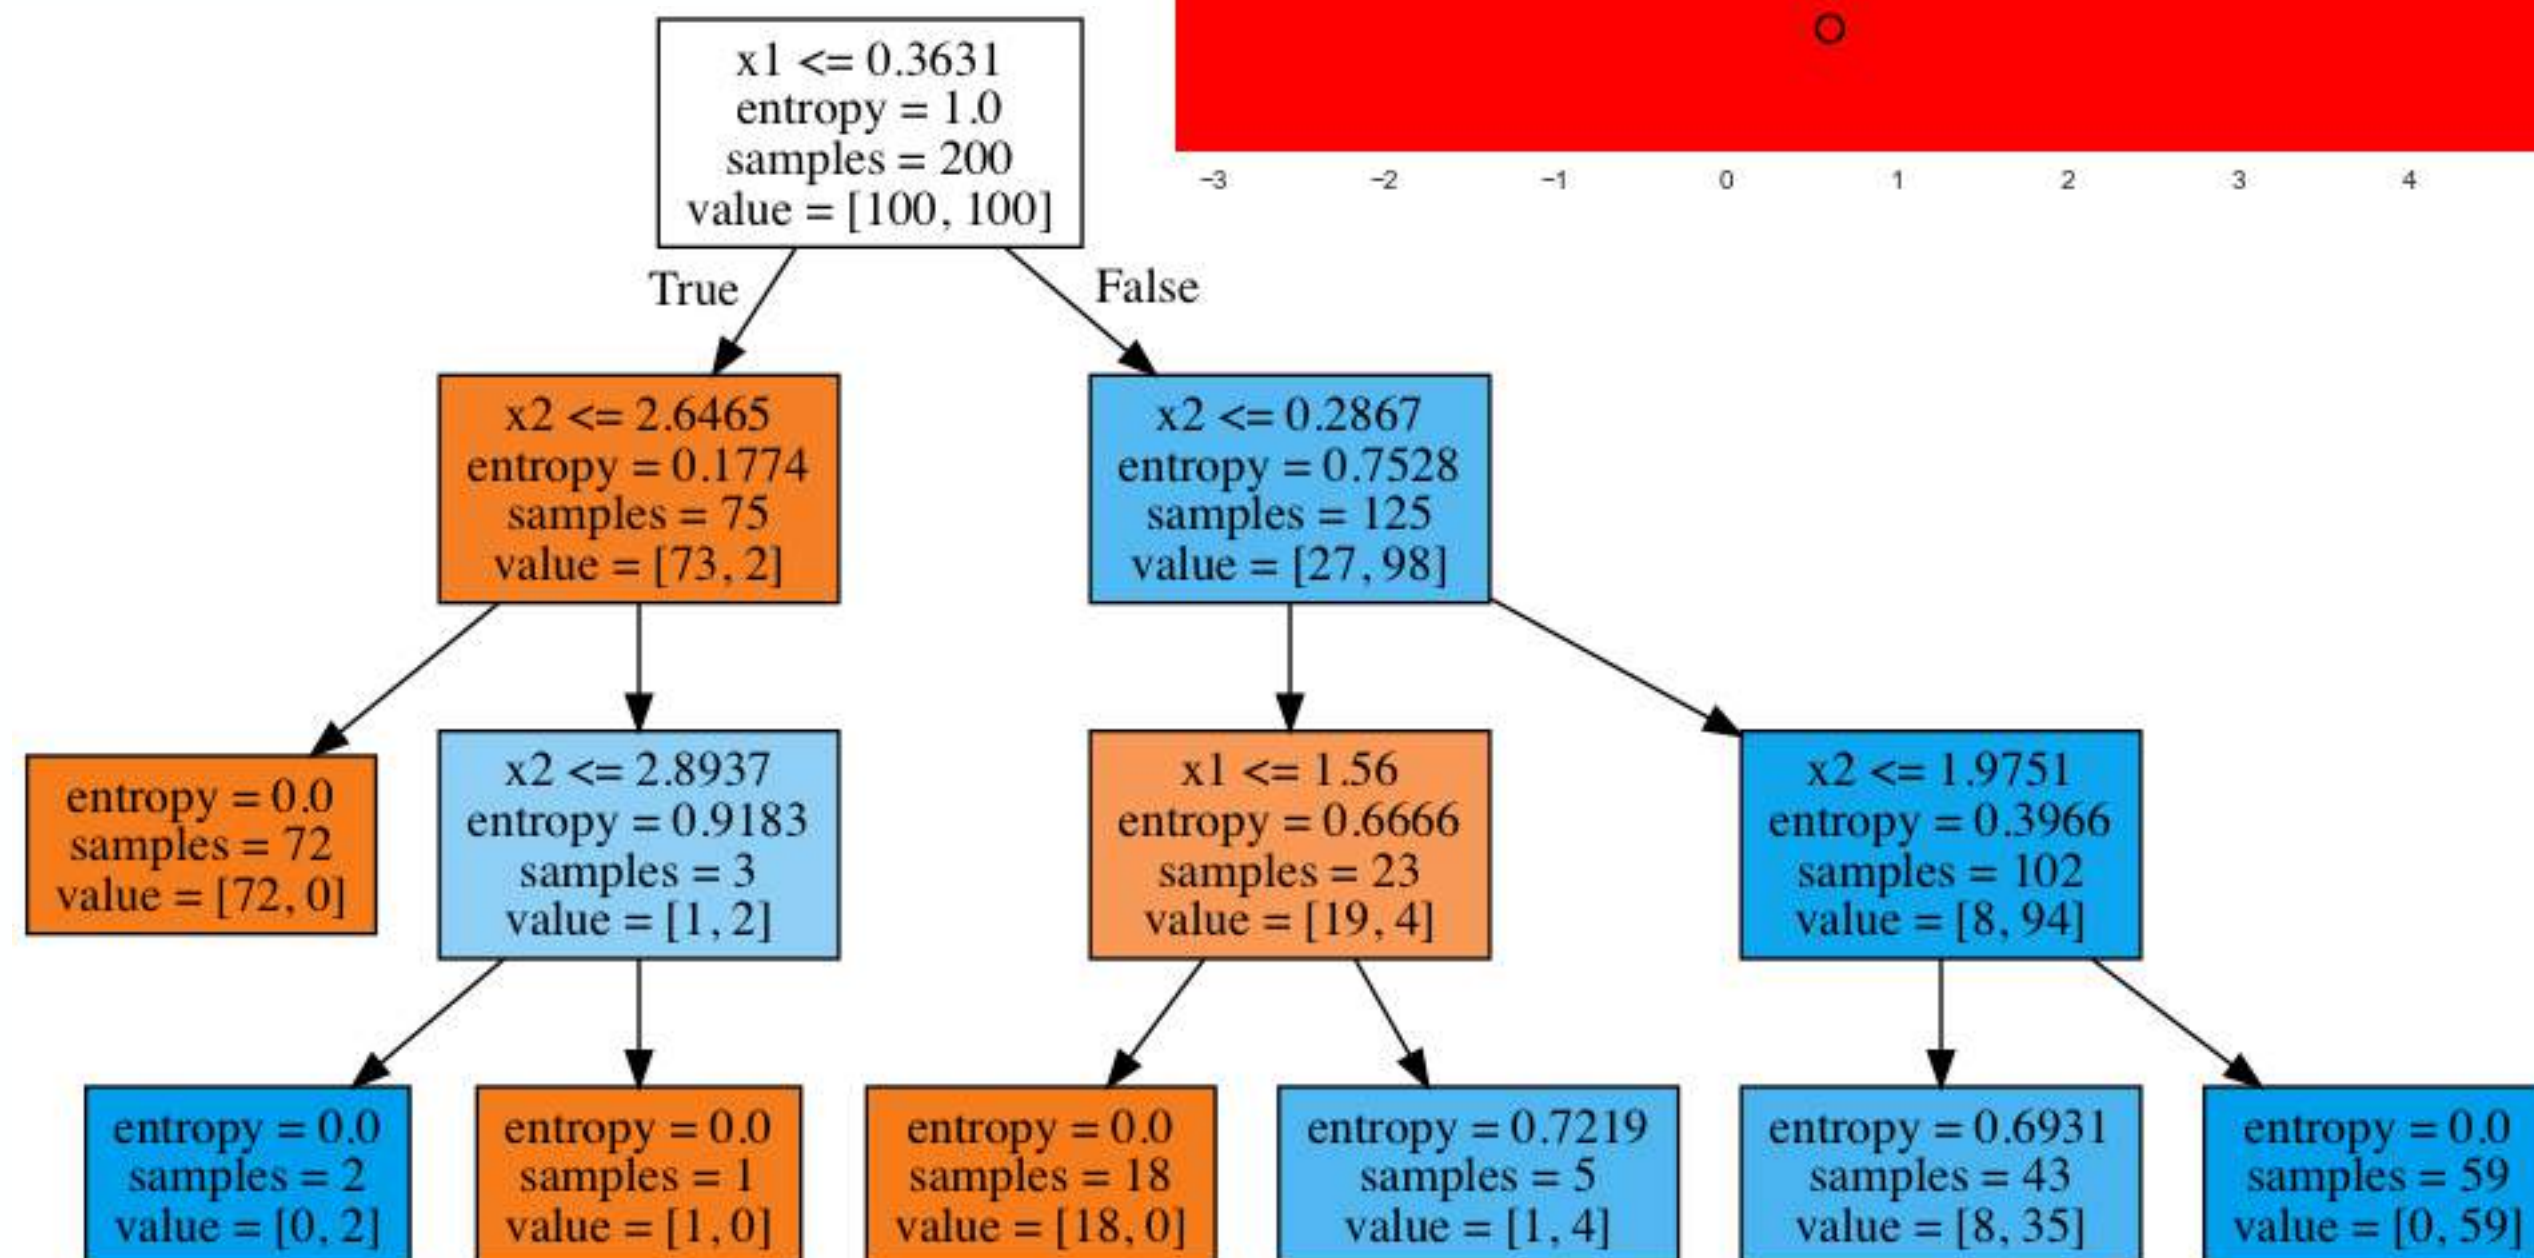 x1 <= 0.3631
entropy = 1.0
samples = 200
value = [100, 100]
−3 −2 −1 0 1 2 3 4
True
False
x2 <= 2.6465
entropy = 0.1774
samples = 75
value = [73, 2]
x2 <= 0.2867
entropy = 0.7528
samples = 125
value = [27, 98]
entropy = 0.0
samples = 72
value = [72, 0]
x2 <= 2.8937
entropy = 0.9183
samples = 3
value = [1, 2]
x1 <= 1.56
entropy = 0.6666
samples = 23
value = [19, 4]
x2 <= 1.9751
entropy = 0.3966
samples = 102
value = [8, 94]
entropy = 0.0
samples = 2
value = [0, 2]
entropy = 0.0
samples = 1
value = [1, 0]
entropy = 0.0
samples = 18
value = [18, 0]
entropy = 0.7219
samples = 5
value = [1, 4]
entropy = 0.6931
samples = 43
value = [8, 35]
entropy = 0.0
samples = 59
value = [0, 59]